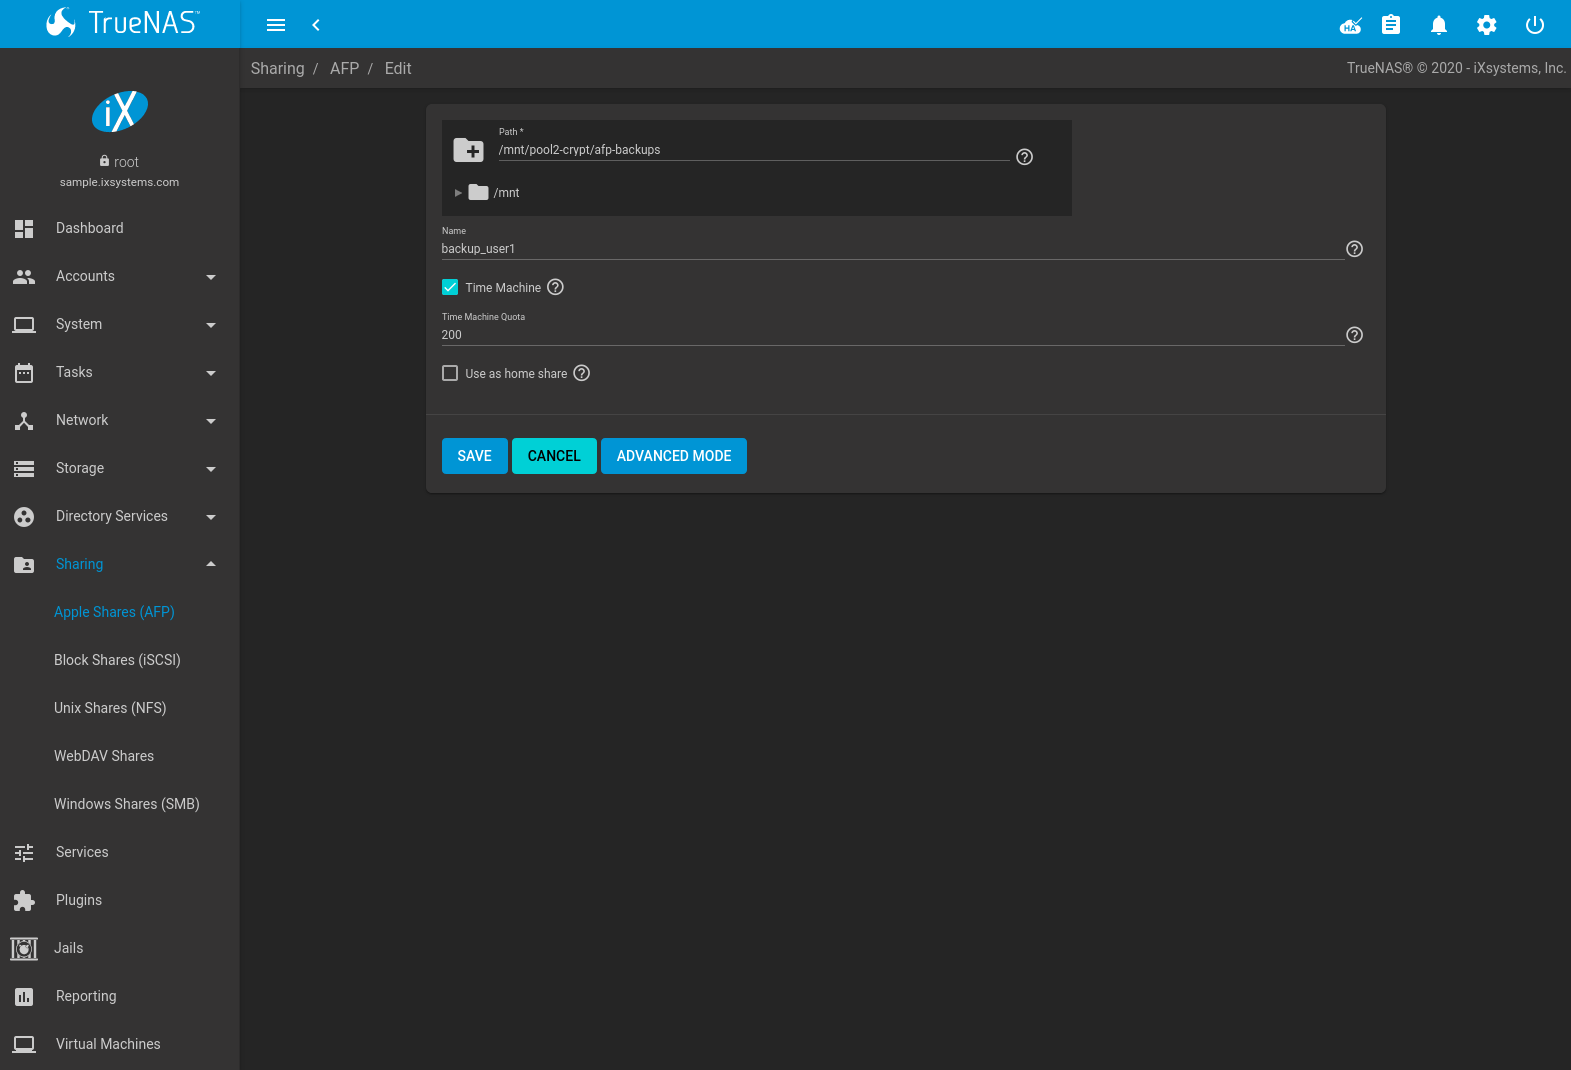 TrueNAS™
HA
Sharing / AFP / Edit
TrueNAS® © 2020 - iXsystems, Inc.
iX
root
sample.ixsystems.com
Dashboard
Accounts
System
Tasks
Network
Storage
Directory Services
Sharing
Apple Shares (AFP)
Block Shares (iSCSI)
Unix Shares (NFS)
WebDAV Shares
Windows Shares (SMB)
Services
Plugins
Jails
Reporting
Virtual Machines
Path *
/mnt/pool2-crypt/afp-backups
/mnt
Name
backup_user1
Time Machine
Time Machine Quota
200
Use as home share
SAVE CANCEL ADVANCED MODE